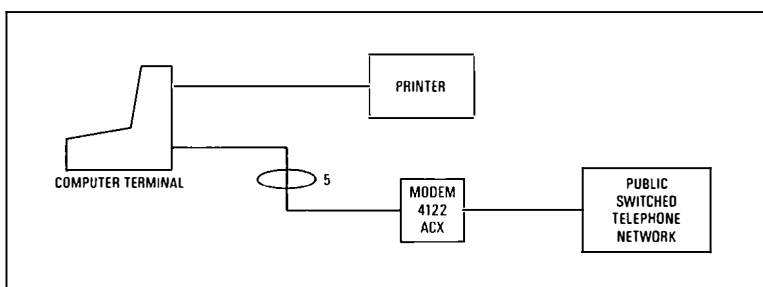 PRINTER
COMPUTER TERMINAL
5
MODEM
4122
ACX
PUBLIC
SWITCHED
TELEPHONE
NETWORK